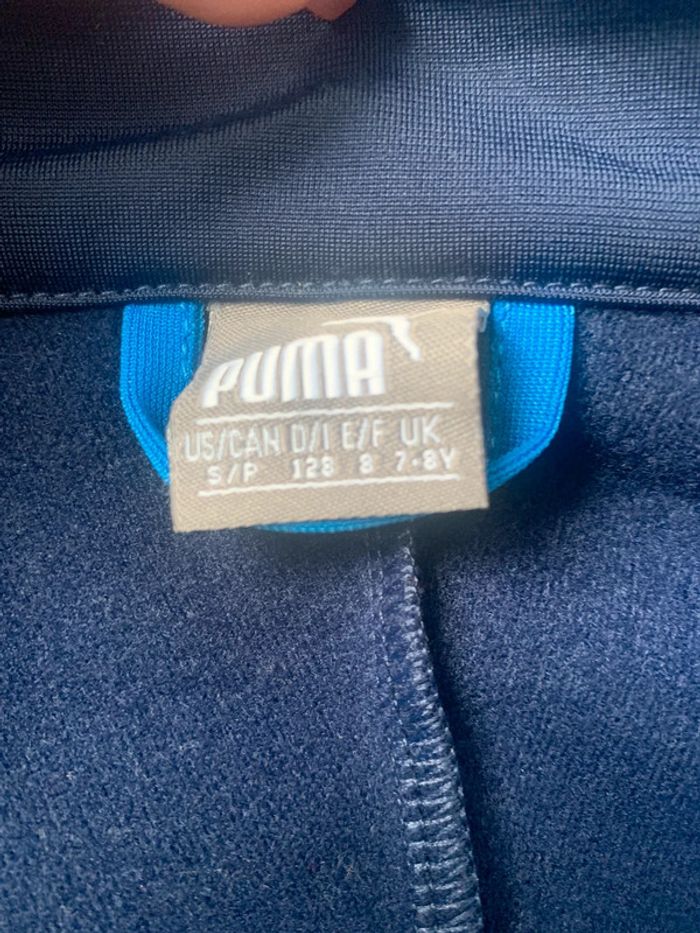 PUMA
US/CAN D/I E/F UK
S/P 128 8 7-8Y